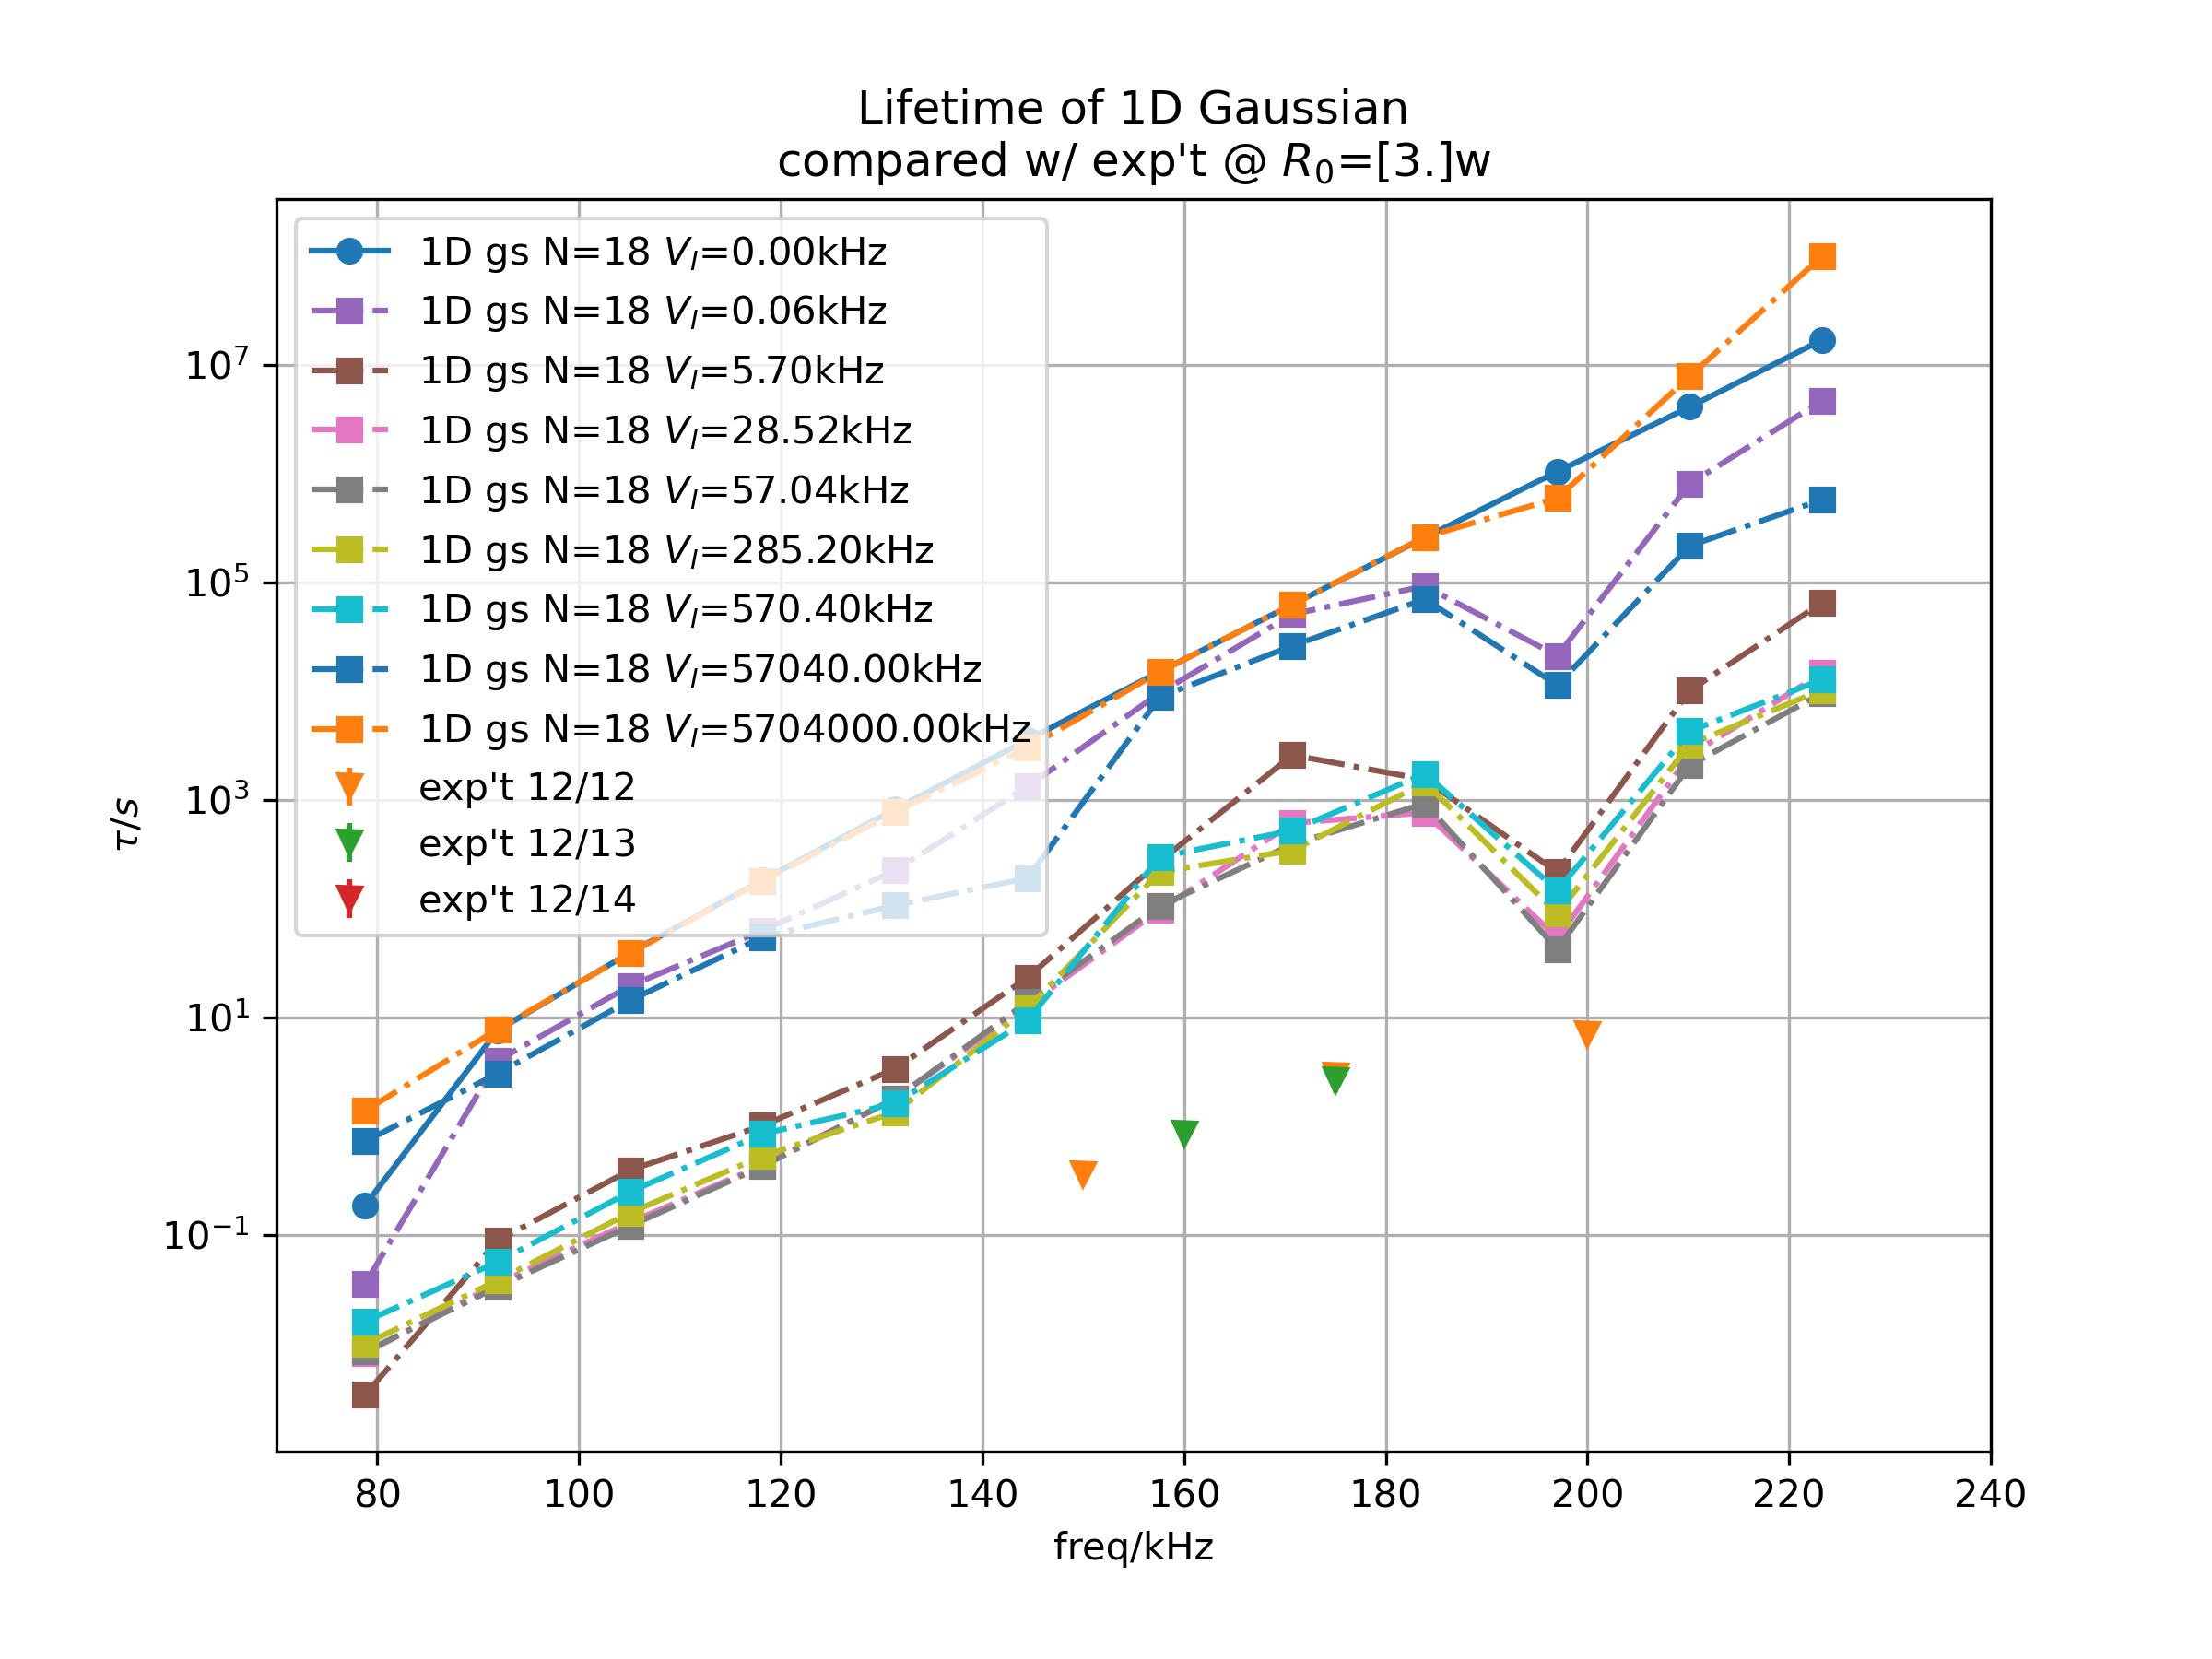 Lifetime of 1D Gaussian
compared w/ exp't @ R₀=[3.]w
1D gs N=18 V_I=0.00kHz
1D gs N=18 V_I=0.06kHz
1D gs N=18 V_I=5.70kHz
1D gs N=18 V_I=28.52kHz
1D gs N=18 V_I=57.04kHz
1D gs N=18 V_I=285.20kHz
1D gs N=18 V_I=570.40kHz
1D gs N=18 V_I=57040.00kHz
1D gs N=18 V_I=5704000.00kHz
exp't 12/12
exp't 12/13
exp't 12/14
10⁷
10⁵
10³
10¹
10⁻¹
τ/s
80 100 120 140 160 180 200 220 240
freq/kHz